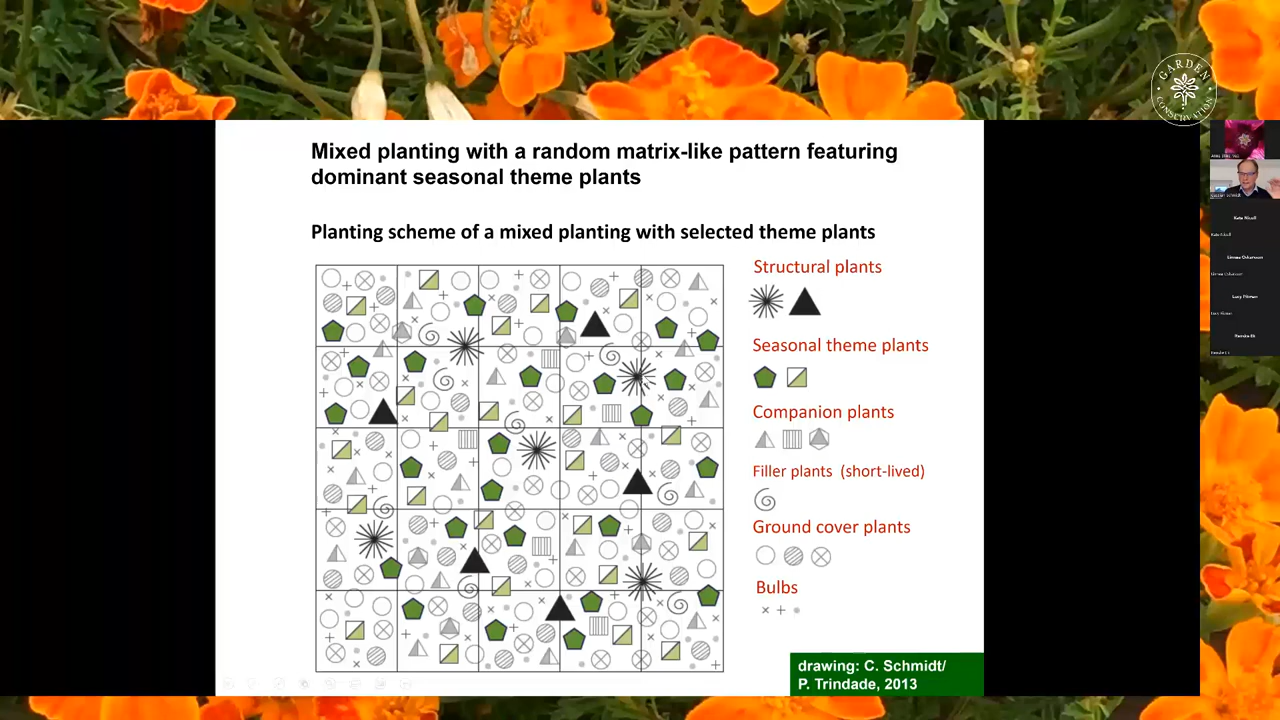 GARDEN
CONSERVATION
Mixed planting with a random matrix-like pattern featuring
dominant seasonal theme plants
Planting scheme of a mixed planting with selected theme plants
Structural plants
Seasonal theme plants
Companion plants
Filler plants (short-lived)
Ground cover plants
Bulbs
drawing: C. Schmidt/
P. Trindade, 2013